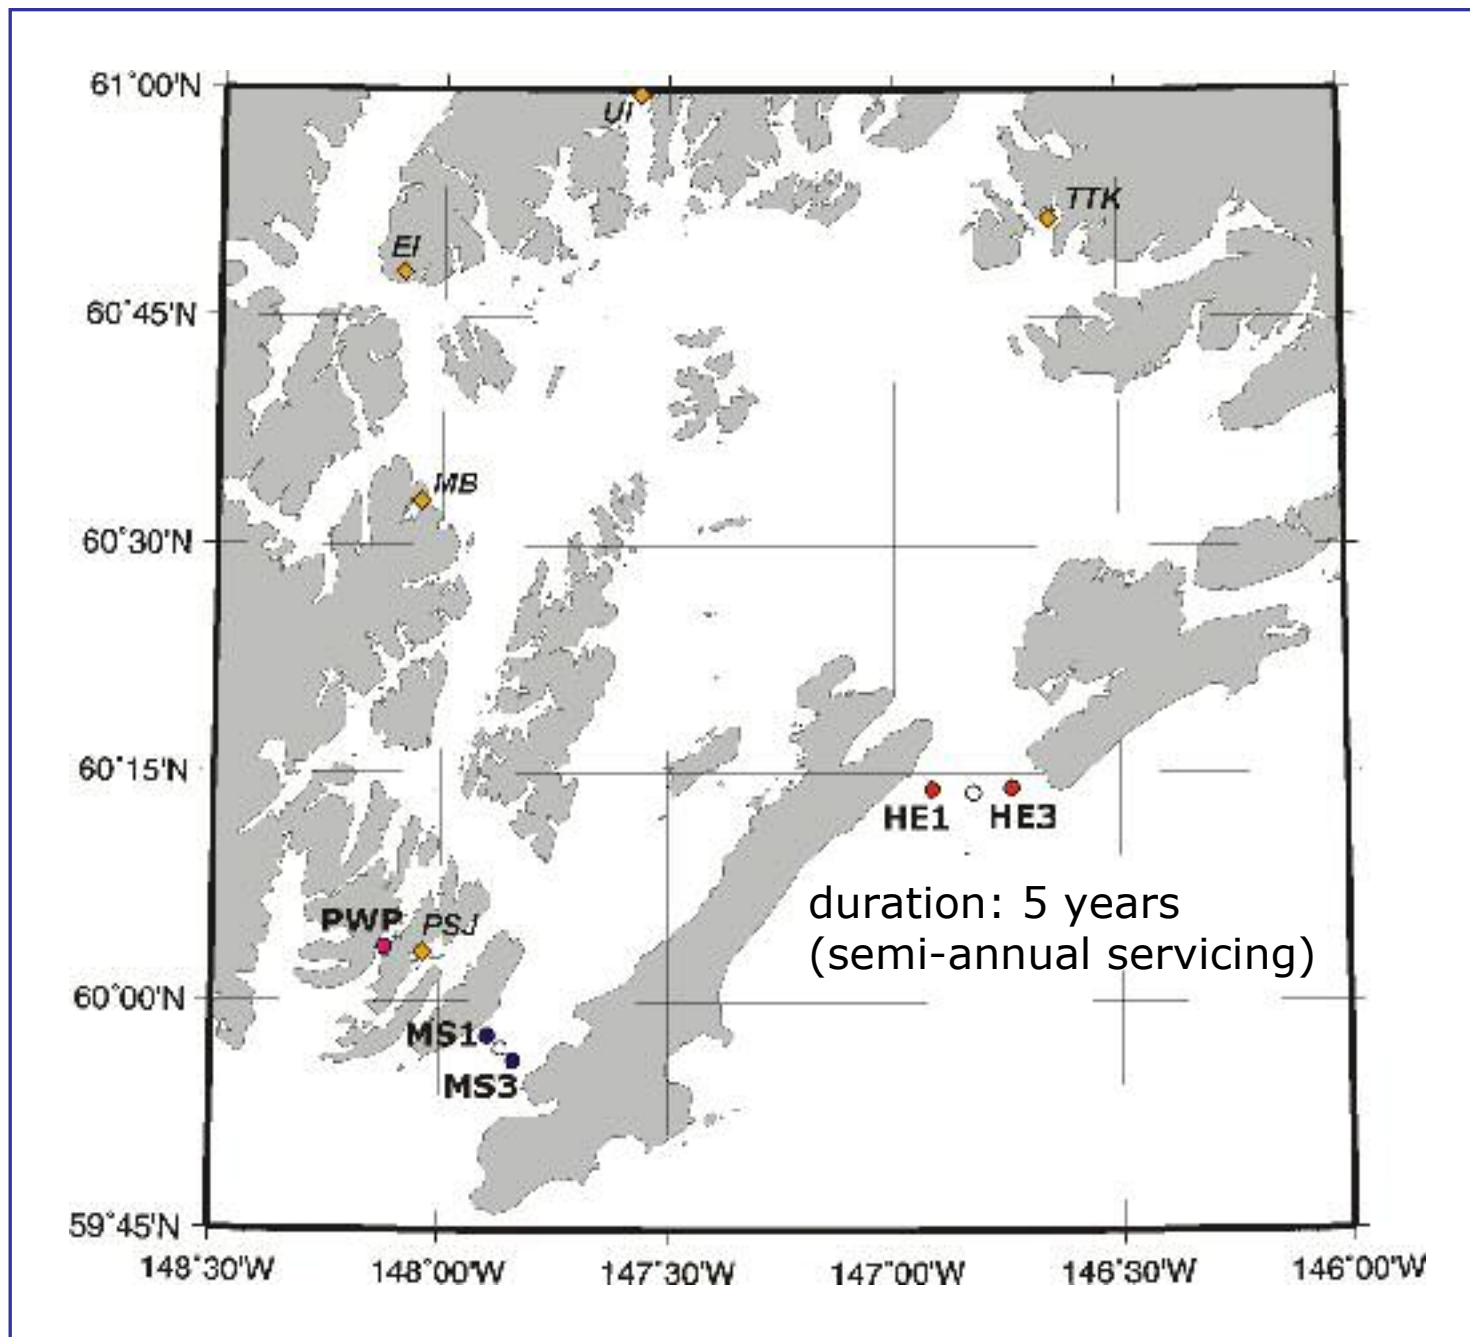 61°00'N
UI
TTK
EI
60°45'N
MB
60°30'N
60°15'N
HE1
HE3
duration: 5 years
(semi-annual servicing)
PWP
PSJ
60°00'N
MS1
MS3
59°45'N
148°30'W
148°00'W
147°30'W
147°00'W
146°30'W
146°00'W